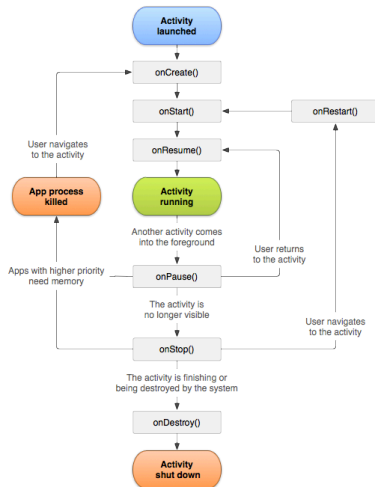 Activity
launched
onCreate()
onStart()
onRestart()
User navigates
to the activity
onResume()
App process
killed
Activity
running
Another activity comes
into the foreground
User returns
to the activity
Apps with higher priority
need memory
onPause()
The activity is
no longer visible
User navigates
to the activity
onStop()
The activity is finishing or
being destroyed by the system
onDestroy()
Activity
shut down